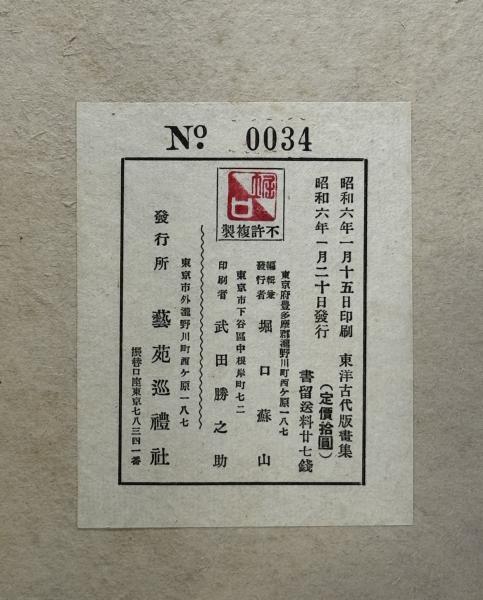 No. 0034
昭和六年一月十五日印刷
昭和六年一月二十日發行
東洋古代版畫集
(定價拾圓)
書留送料廿七錢
堀口
不許複製
東京府豊多摩郡瀧野川町西ケ原一八七
編輯兼
發行者 堀口蘇山
東京市下谷區中根岸町七二
印刷者 武田勝之助
東京市外瀧野川町西ケ原一八七
發行所 藝苑巡禮社
振替口座東京七八三四一番